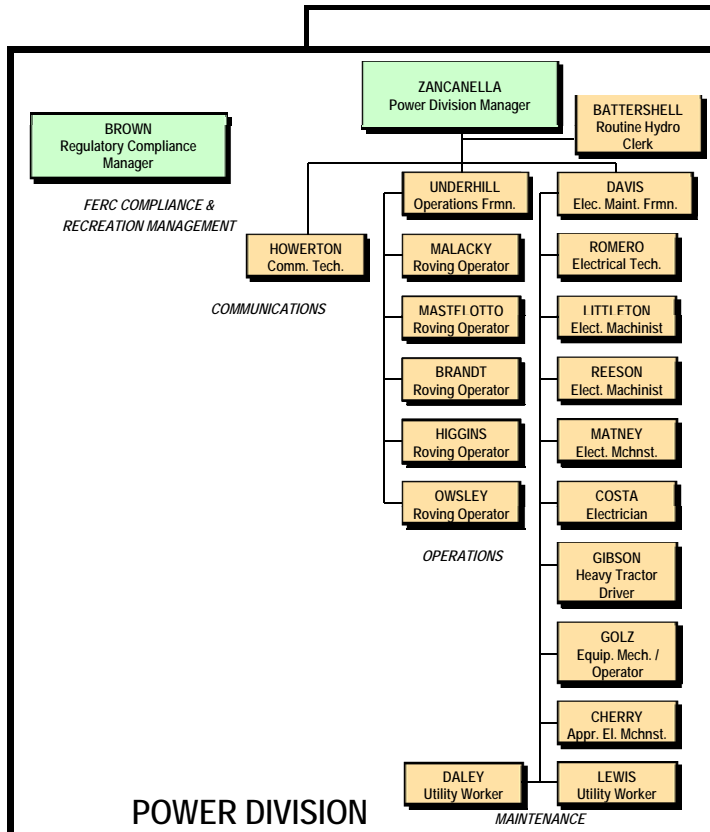 ZANCANELLA
Power Division Manager
BATTERSHELL
Routine Hydro
Clerk
BROWN
Regulatory Compliance
Manager
FERC COMPLIANCE &
RECREATION MANAGEMENT
HOWERTON
Comm. Tech.
COMMUNICATIONS
UNDERHILL
Operations Frmn.
MALACKY
Roving Operator
MASTELOTTO
Roving Operator
BRANDT
Roving Operator
HIGGINS
Roving Operator
OWSLEY
Roving Operator
OPERATIONS
DAVIS
Elec. Maint. Frmn.
ROMERO
Electrical Tech.
LITTLETON
Elect. Machinist
REESON
Elect. Machinist
MATNEY
Elect. Mchnst.
COSTA
Electrician
GIBSON
Heavy Tractor
Driver
GOLZ
Equip. Mech. /
Operator
CHERRY
Appr. El. Mchnst.
DALEY
Utility Worker
LEWIS
Utility Worker
MAINTENANCE
POWER DIVISION